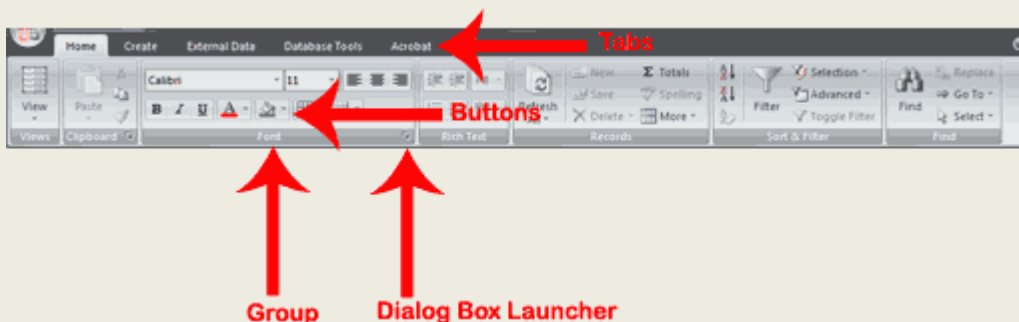 Home Create External Data Database Tools Acrobat Tabs
Calibri 11 New Σ Totals Selection Replace
View Paste Save Spelling Filter Advanced Find Go To
B I U A Buttons Refresh Delete More Toggle Filter Select
Views Clipboard Font Rich Text Records Sort & Filter Find
Group Dialog Box Launcher